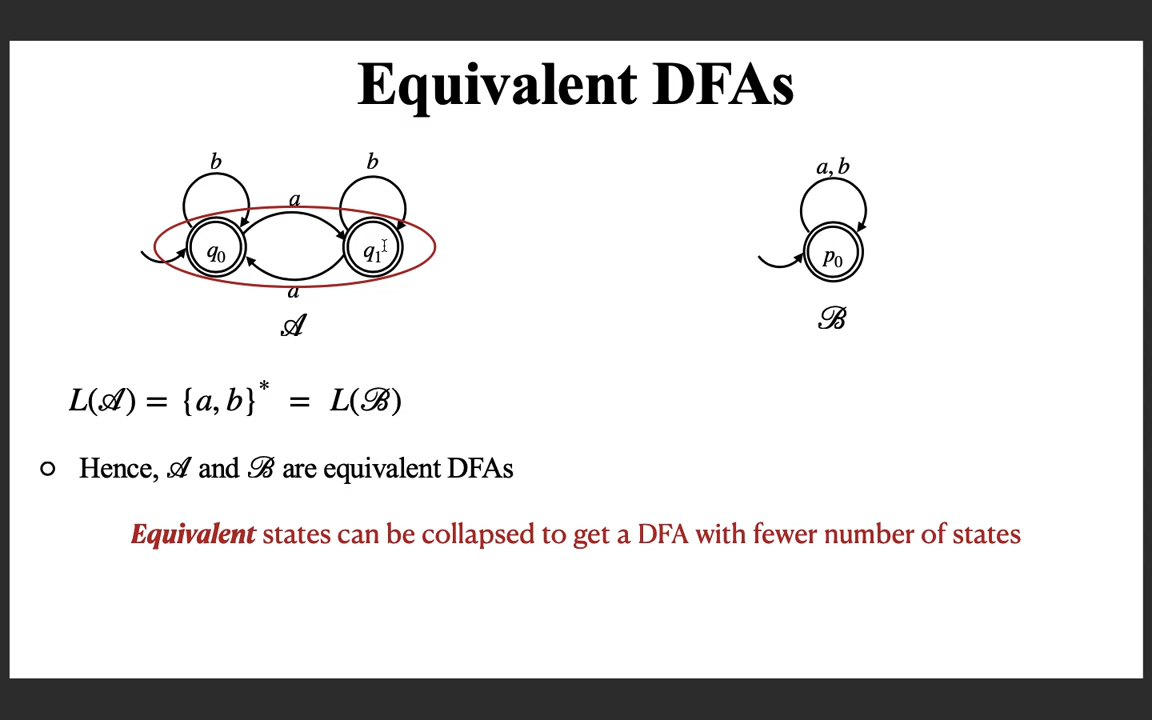 Equivalent DFAs
b b
a
q₀ q₁
a
𝒜
a, b
p₀
ℬ
L(𝒜) = {a, b}* = L(ℬ)
Hence, 𝒜 and ℬ are equivalent DFAs
Equivalent states can be collapsed to get a DFA with fewer number of states